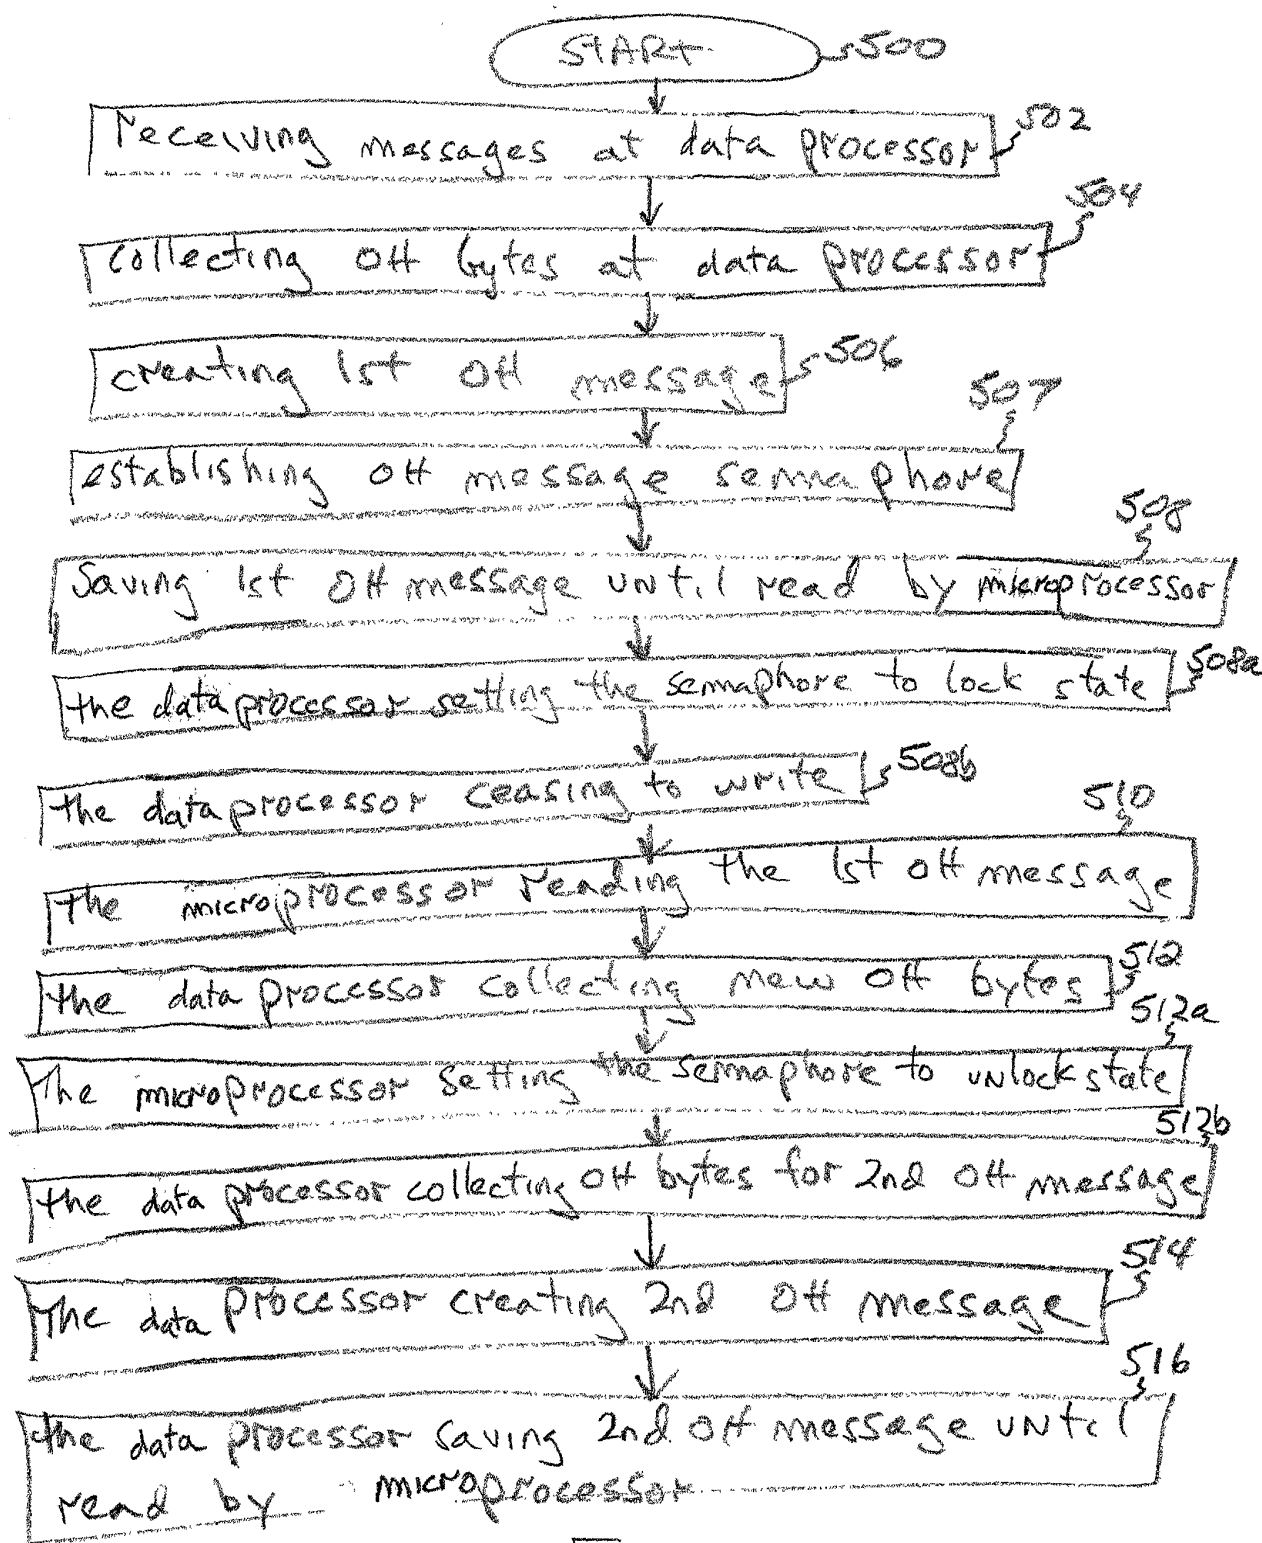 START 500
receiving messages at data processor 502
504
collecting OH bytes at data processor
creating 1st OH message 506
507
establishing OH message semaphore
508
Saving 1st OH message until read by microprocessor
the data processor setting the semaphore to lock state 508a
the data processor ceasing to write 508b
510
the microprocessor reading the 1st OH message
the data processor collecting new OH bytes 512
512a
The microprocessor setting the semaphore to unlock state
512b
the data processor collecting OH bytes for 2nd OH message
514
The data processor creating 2nd OH message
516
the data processor saving 2nd OH message until
read by microprocessor